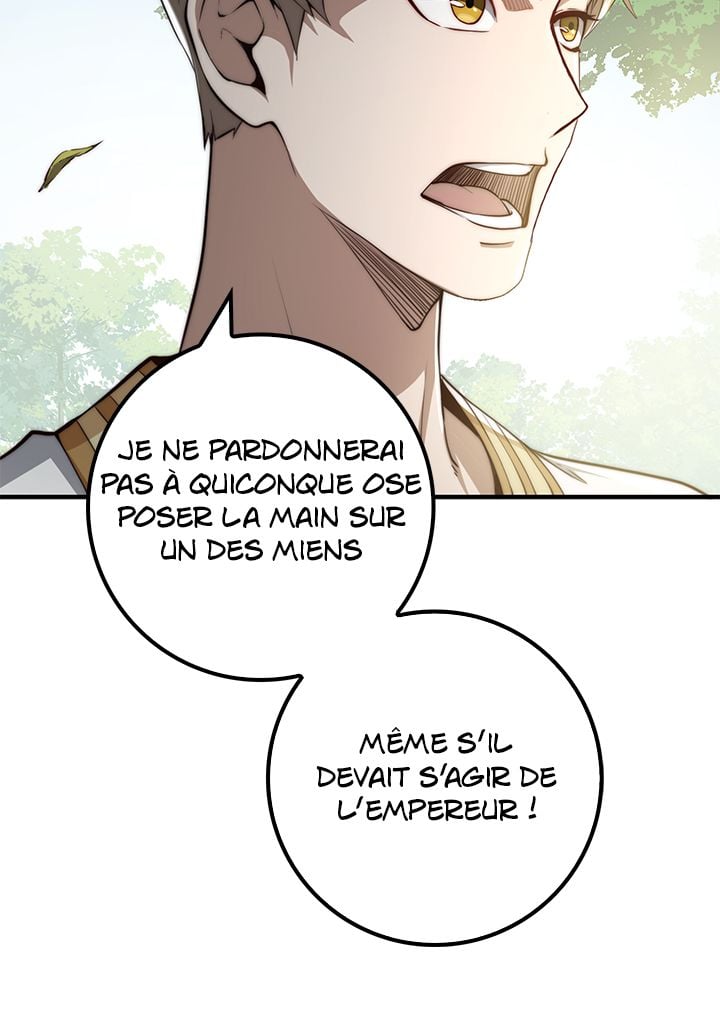 JE NE PARDONNERAI
PAS À QUICONQUE OSE
POSER LA MAIN SUR
UN DES MIENS
MÊME S'IL
DEVAIT S'AGIR DE
L'EMPEREUR !